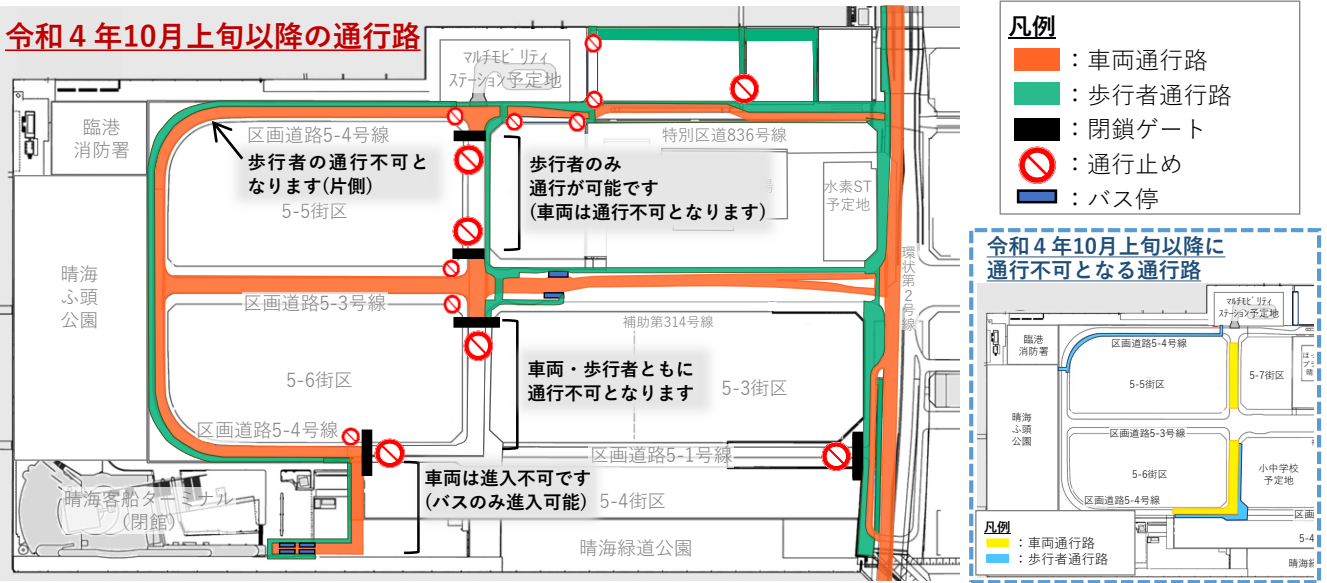 令和４年10月上旬以降の通行路
マルチモビリティ
ステーション予定地
臨港
消防署
区画道路5-4号線
歩行者の通行不可と
なります(片側)
5-5街区
特別区道836号線
歩行者のみ
通行が可能です
(車両は通行不可となります)
場
水素ST
予定地
晴海
ふ頭
公園
環状第2号線
区画道路5-3号線
補助第314号線
5-6街区
車両・歩行者ともに
通行不可となります
5-3街区
区画道路5-4号線
区画道路5-1号線
車両は進入不可です
(バスのみ進入可能)
5-4街区
晴海客船ターミナル
(閉館)
晴海緑道公園
凡例
：車両通行路
：歩行者通行路
：閉鎖ゲート
：通行止め
：バス停
令和４年10月上旬以降に
通行不可となる通行路
マルチモビリティ
ステーション予定地
臨港
消防署
区画道路5-4号線
5-5街区
5-7街区
ほっ
プラ
晴
晴海
ふ頭
公園
区画道路5-3号線
5-6街区
小中学校
予定地
区画道路5-4号線
区画
5-4
晴海緑
凡例
：車両通行路
：歩行者通行路